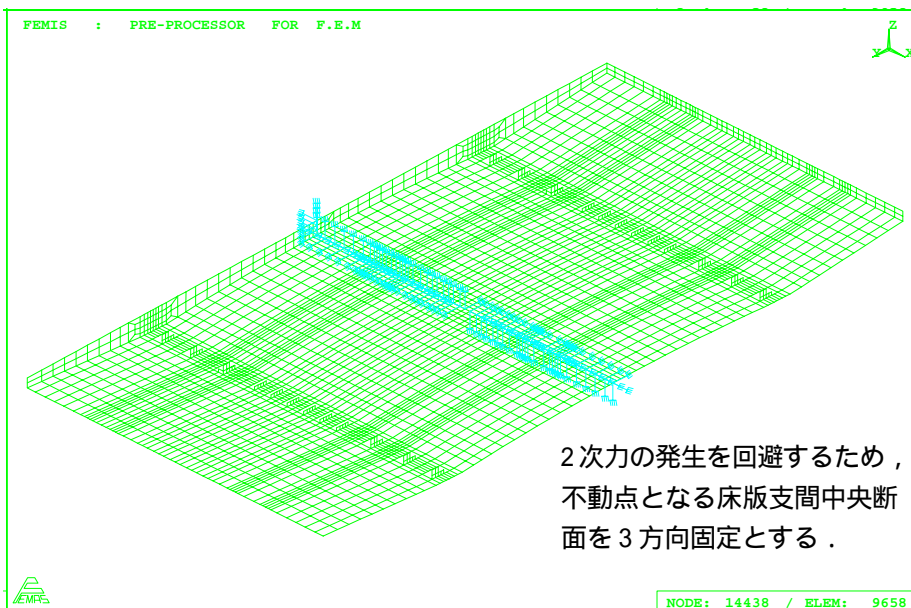 FEMIS : PRE-PROCESSOR FOR F.E.M
Z
Y X
2次力の発生を回避するため，
不動点となる床版支間中央断
面を3方向固定とする．
NODE: 14438 / ELEM: 9658